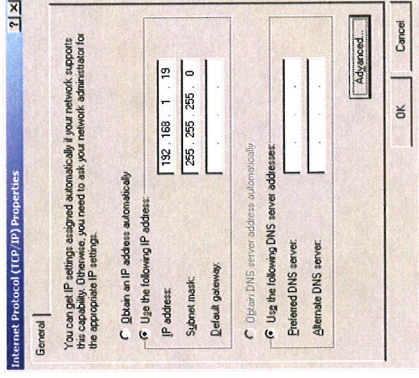 Internet Protocol (TCP/IP) Properties ? X
General
You can get IP settings assigned automatically if your network supports
this capability. Otherwise, you need to ask your network administrator for
the appropriate IP settings.
Obtain an IP address automatically
Use the following IP address:
IP address: 192 . 168 . 1 . 19
Subnet mask: 255 . 255 . 255 . 0
Default gateway: . . .
Obtain DNS server address automatically
Use the following DNS server addresses:
Preferred DNS server: . . .
Alternate DNS server: . . .
Advanced...
OK Cancel